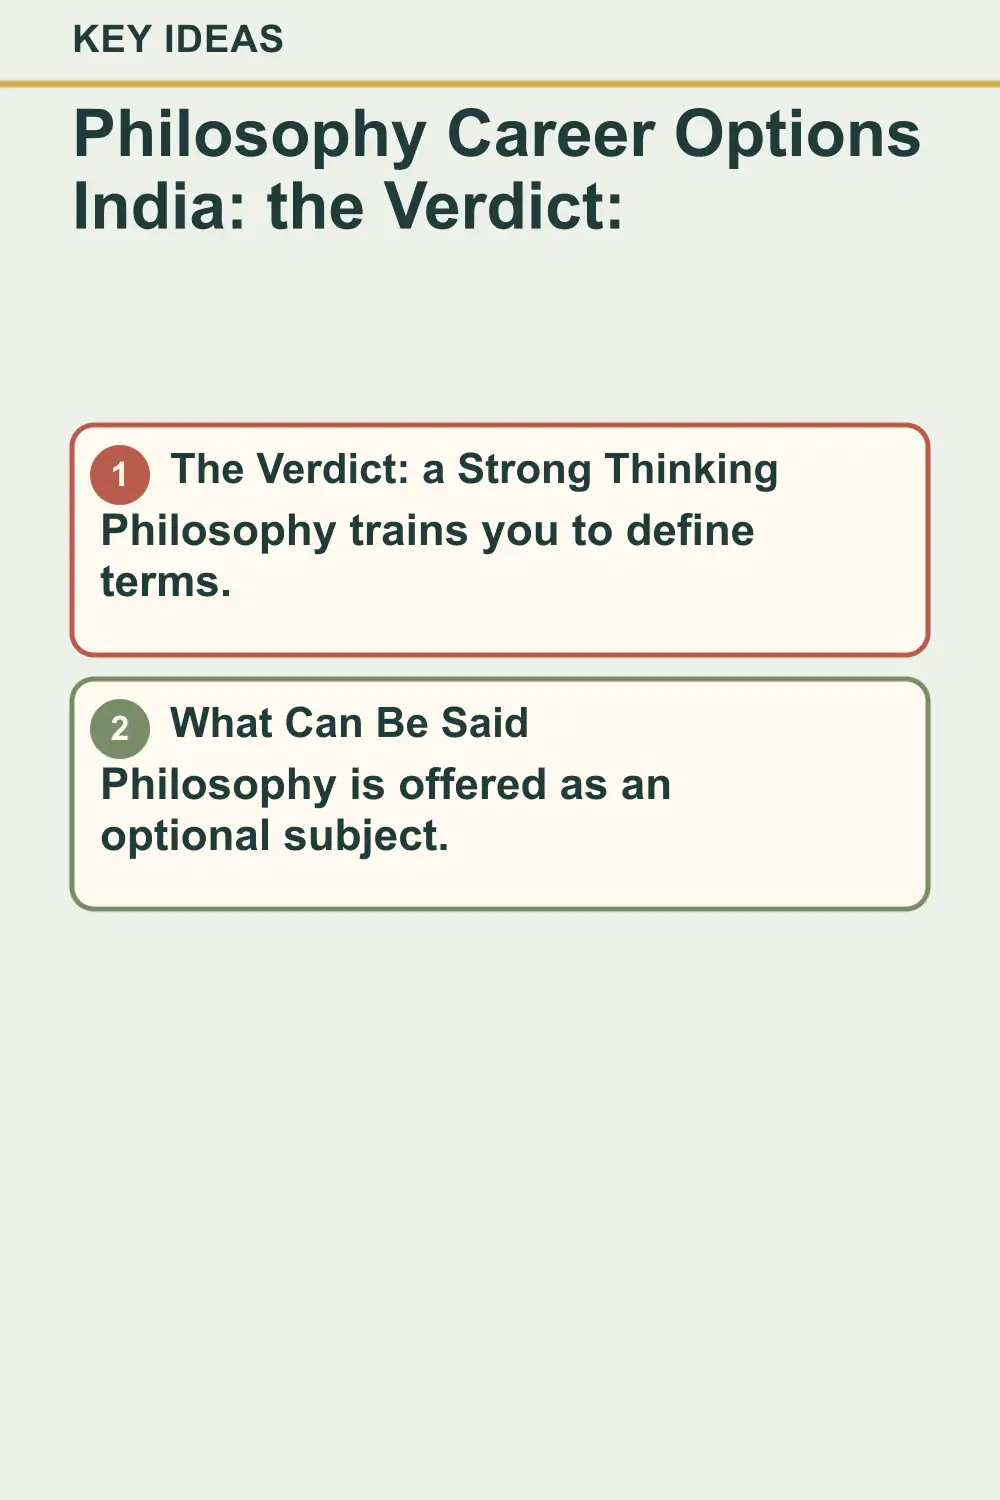 KEY IDEAS
Philosophy Career Options
India: the Verdict:
1 The Verdict: a Strong Thinking
Philosophy trains you to define
terms.
2 What Can Be Said
Philosophy is offered as an
optional subject.